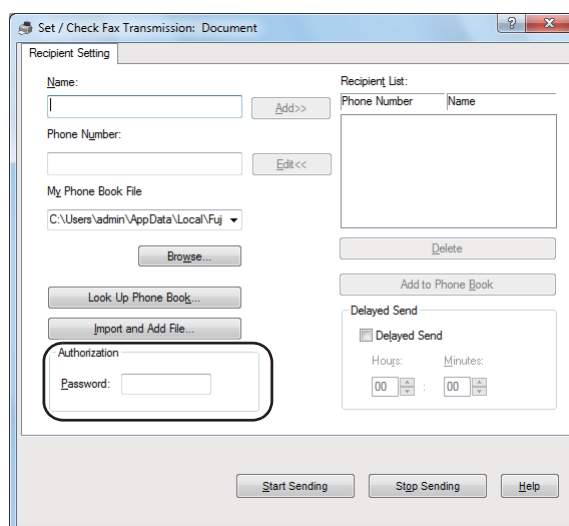 Set / Check Fax Transmission: Document
Recipient Setting
Name:
Add>>
Phone Number:
Edit<<
My Phone Book File
C:\Users\admin\AppData\Local\Fuj
Browse...
Look Up Phone Book...
Import and Add File...
Authorization
Password:
Recipient List:
Phone Number Name
Delete
Add to Phone Book
Delayed Send
Delayed Send
Hours: Minutes:
00 : 00
Start Sending Stop Sending Help